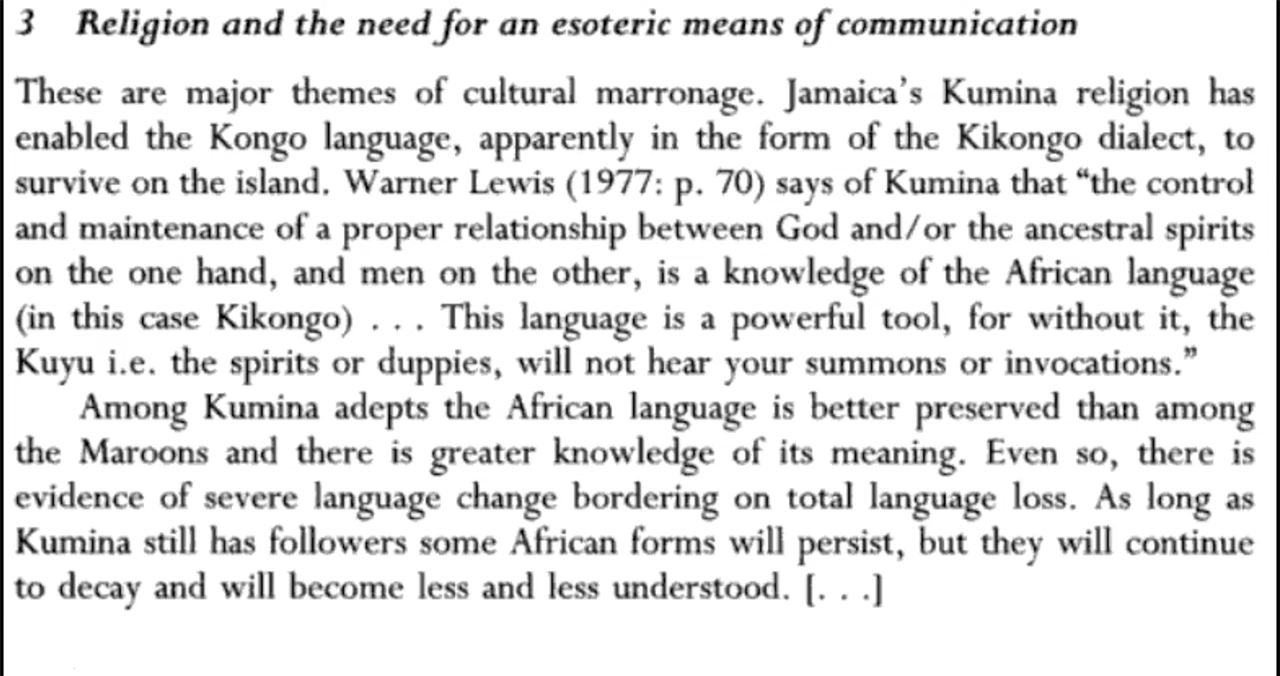 3 Religion and the need for an esoteric means of communication
These are major themes of cultural marronage. Jamaica's Kumina religion has
enabled the Kongo language, apparently in the form of the Kikongo dialect, to
survive on the island. Warner Lewis (1977: p. 70) says of Kumina that “the control
and maintenance of a proper relationship between God and/or the ancestral spirits
on the one hand, and men on the other, is a knowledge of the African language
(in this case Kikongo) . . . This language is a powerful tool, for without it, the
Kuyu i.e. the spirits or duppies, will not hear your summons or invocations.”
Among Kumina adepts the African language is better preserved than among
the Maroons and there is greater knowledge of its meaning. Even so, there is
evidence of severe language change bordering on total language loss. As long as
Kumina still has followers some African forms will persist, but they will continue
to decay and will become less and less understood. [. . .]